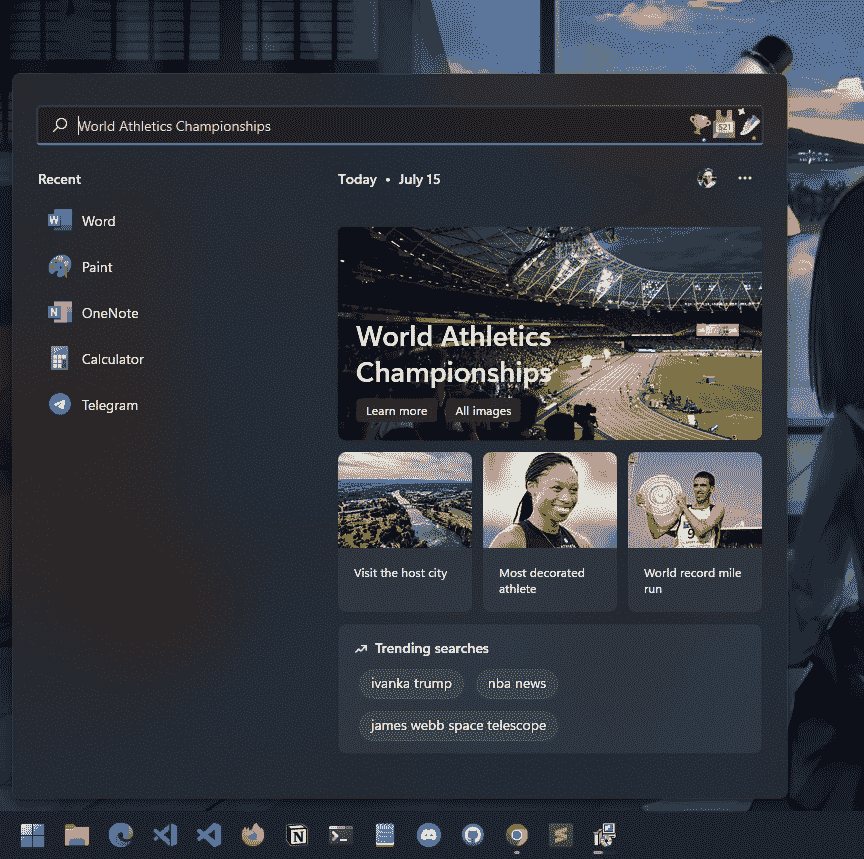 World Athletics Championships
Recent
Word
Paint
OneNote
Calculator
Telegram
Today • July 15
World Athletics
Championships
Learn more
All images
Visit the host city
Most decorated
athlete
World record mile
run
Trending searches
ivanka trump
nba news
james webb space telescope